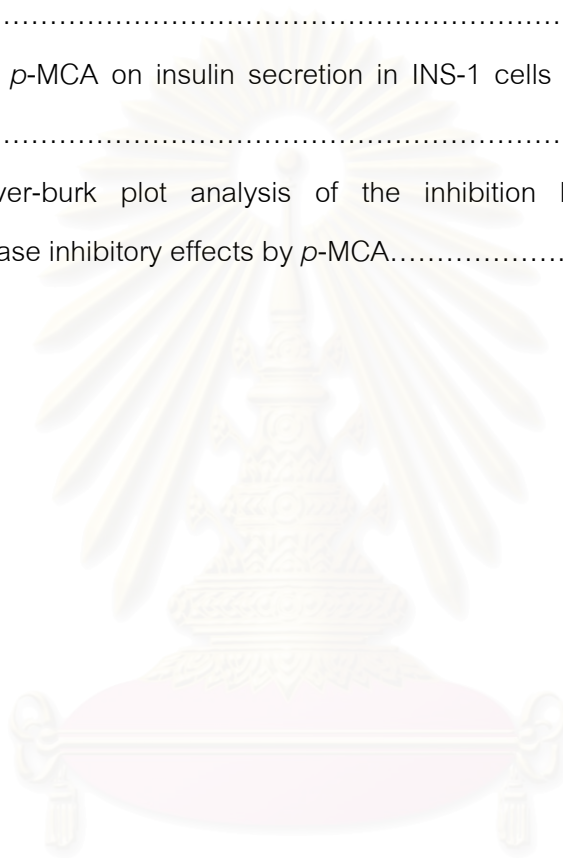 ……………………………………………………………
p-MCA on insulin secretion in INS-1 cells
……………………………………………………………
ver-burk plot analysis of the inhibition
ase inhibitory effects by p-MCA…………………